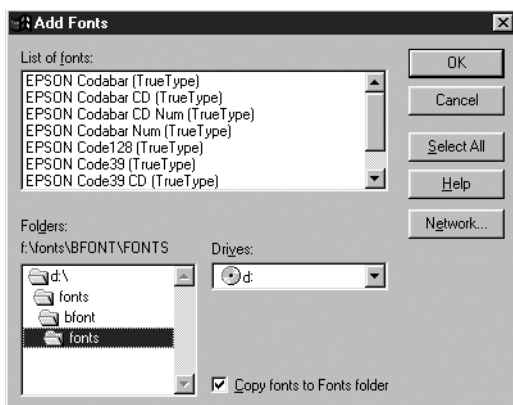 Add Fonts
List of fonts:
EPSON Codabar (TrueType)
EPSON Codabar CD (TrueType)
EPSON Codabar CD Num (TrueType)
EPSON Codabar Num (TrueType)
EPSON Code128 (TrueType)
EPSON Code39 (TrueType)
EPSON Code39 CD (TrueType)
OK
Cancel
Select All
Help
Network...
Folders:
f:\fonts\BFONT\FONTS
d:\
fonts
bfont
fonts
Drives:
d:
Copy fonts to Fonts folder